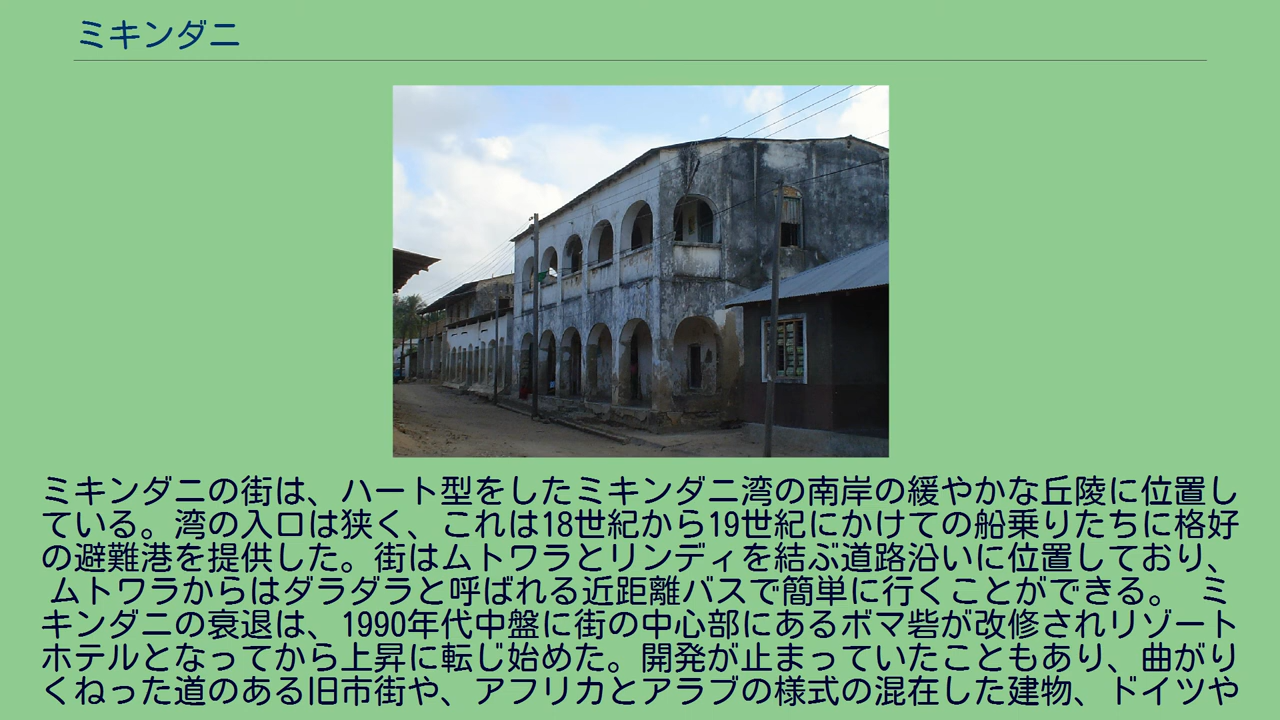 ミキンダニ
ミキンダニの街は、ハート型をしたミキンダニ湾の南岸の緩やかな丘陵に位置し
ている。湾の入口は狭く、これは18世紀から19世紀にかけての船乗りたちに格好
の避難港を提供した。街はムトワラとリンディを結ぶ道路沿いに位置しており、
ムトワラからはダラダラと呼ばれる近距離バスで簡単に行くことができる。 ミ
キンダニの衰退は、1990年代中盤に街の中心部にあるボマ砦が改修されリゾート
ホテルとなってから上昇に転じ始めた。開発が止まっていたこともあり、曲がり
くねった道のある旧市街や、アフリカとアラブの様式の混在した建物、ドイツや